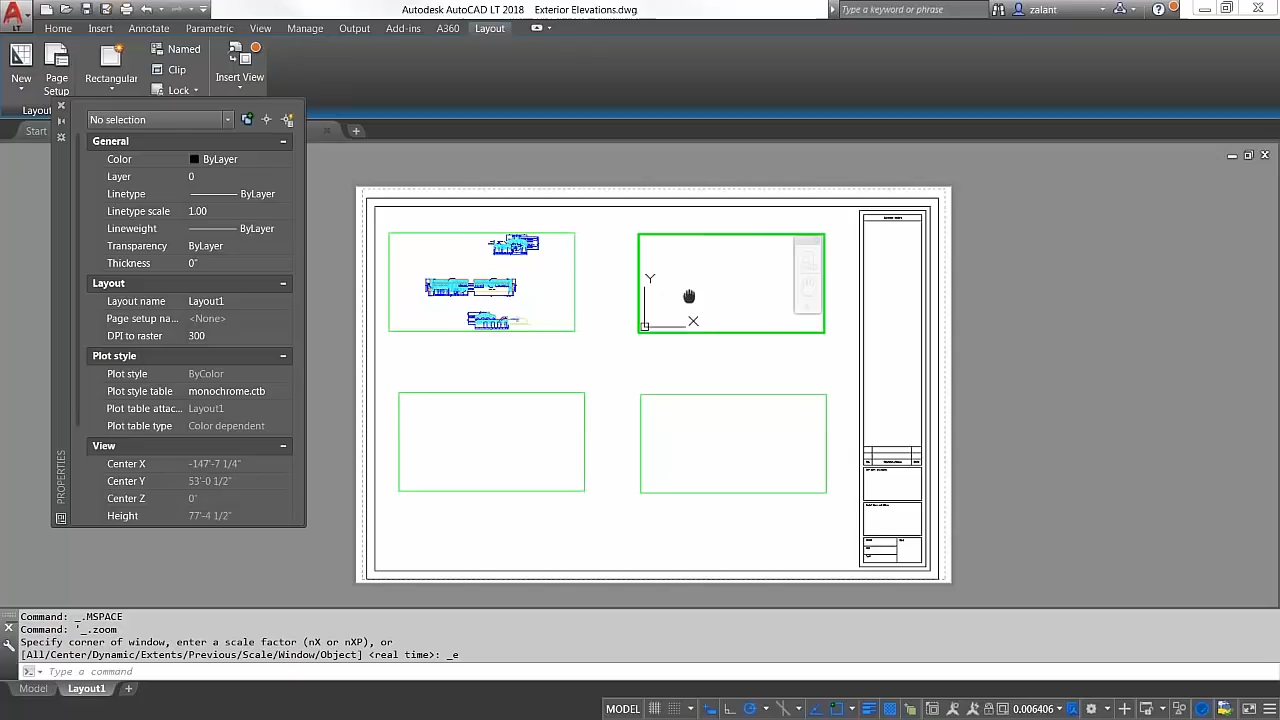 Autodesk AutoCAD LT 2018 Exterior Elevations.dwg
Type a keyword or phrase
zalant
LT
Home Insert Annotate Parametric View Manage Output Add-ins A360 Layout
New
Page
Setup
Rectangular
Named
Clip
Lock
Insert View
Layou
Start
No selection
General
Color ByLayer
Layer 0
Linetype ByLayer
Linetype scale 1.00
Lineweight ByLayer
Transparency ByLayer
Thickness 0"
Layout
Layout name Layout1
Page setup na... <None>
DPI to raster 300
Plot style
Plot style ByColor
Plot style table monochrome.ctb
Plot table attac... Layout1
Plot table type Color dependent
View
Center X -147'-7 1/4"
Center Y 53'-0 1/2"
Center Z 0"
Height 77'-4 1/2"
PROPERTIES
Y
X
Command: _.MSPACE
Command: '_.zoom
Specify corner of window, enter a scale factor (nX or nXP), or
[All/Center/Dynamic/Extents/Previous/Scale/Window/Object] <real time>: _e
Type a command
Model Layout1
MODEL 0.006406